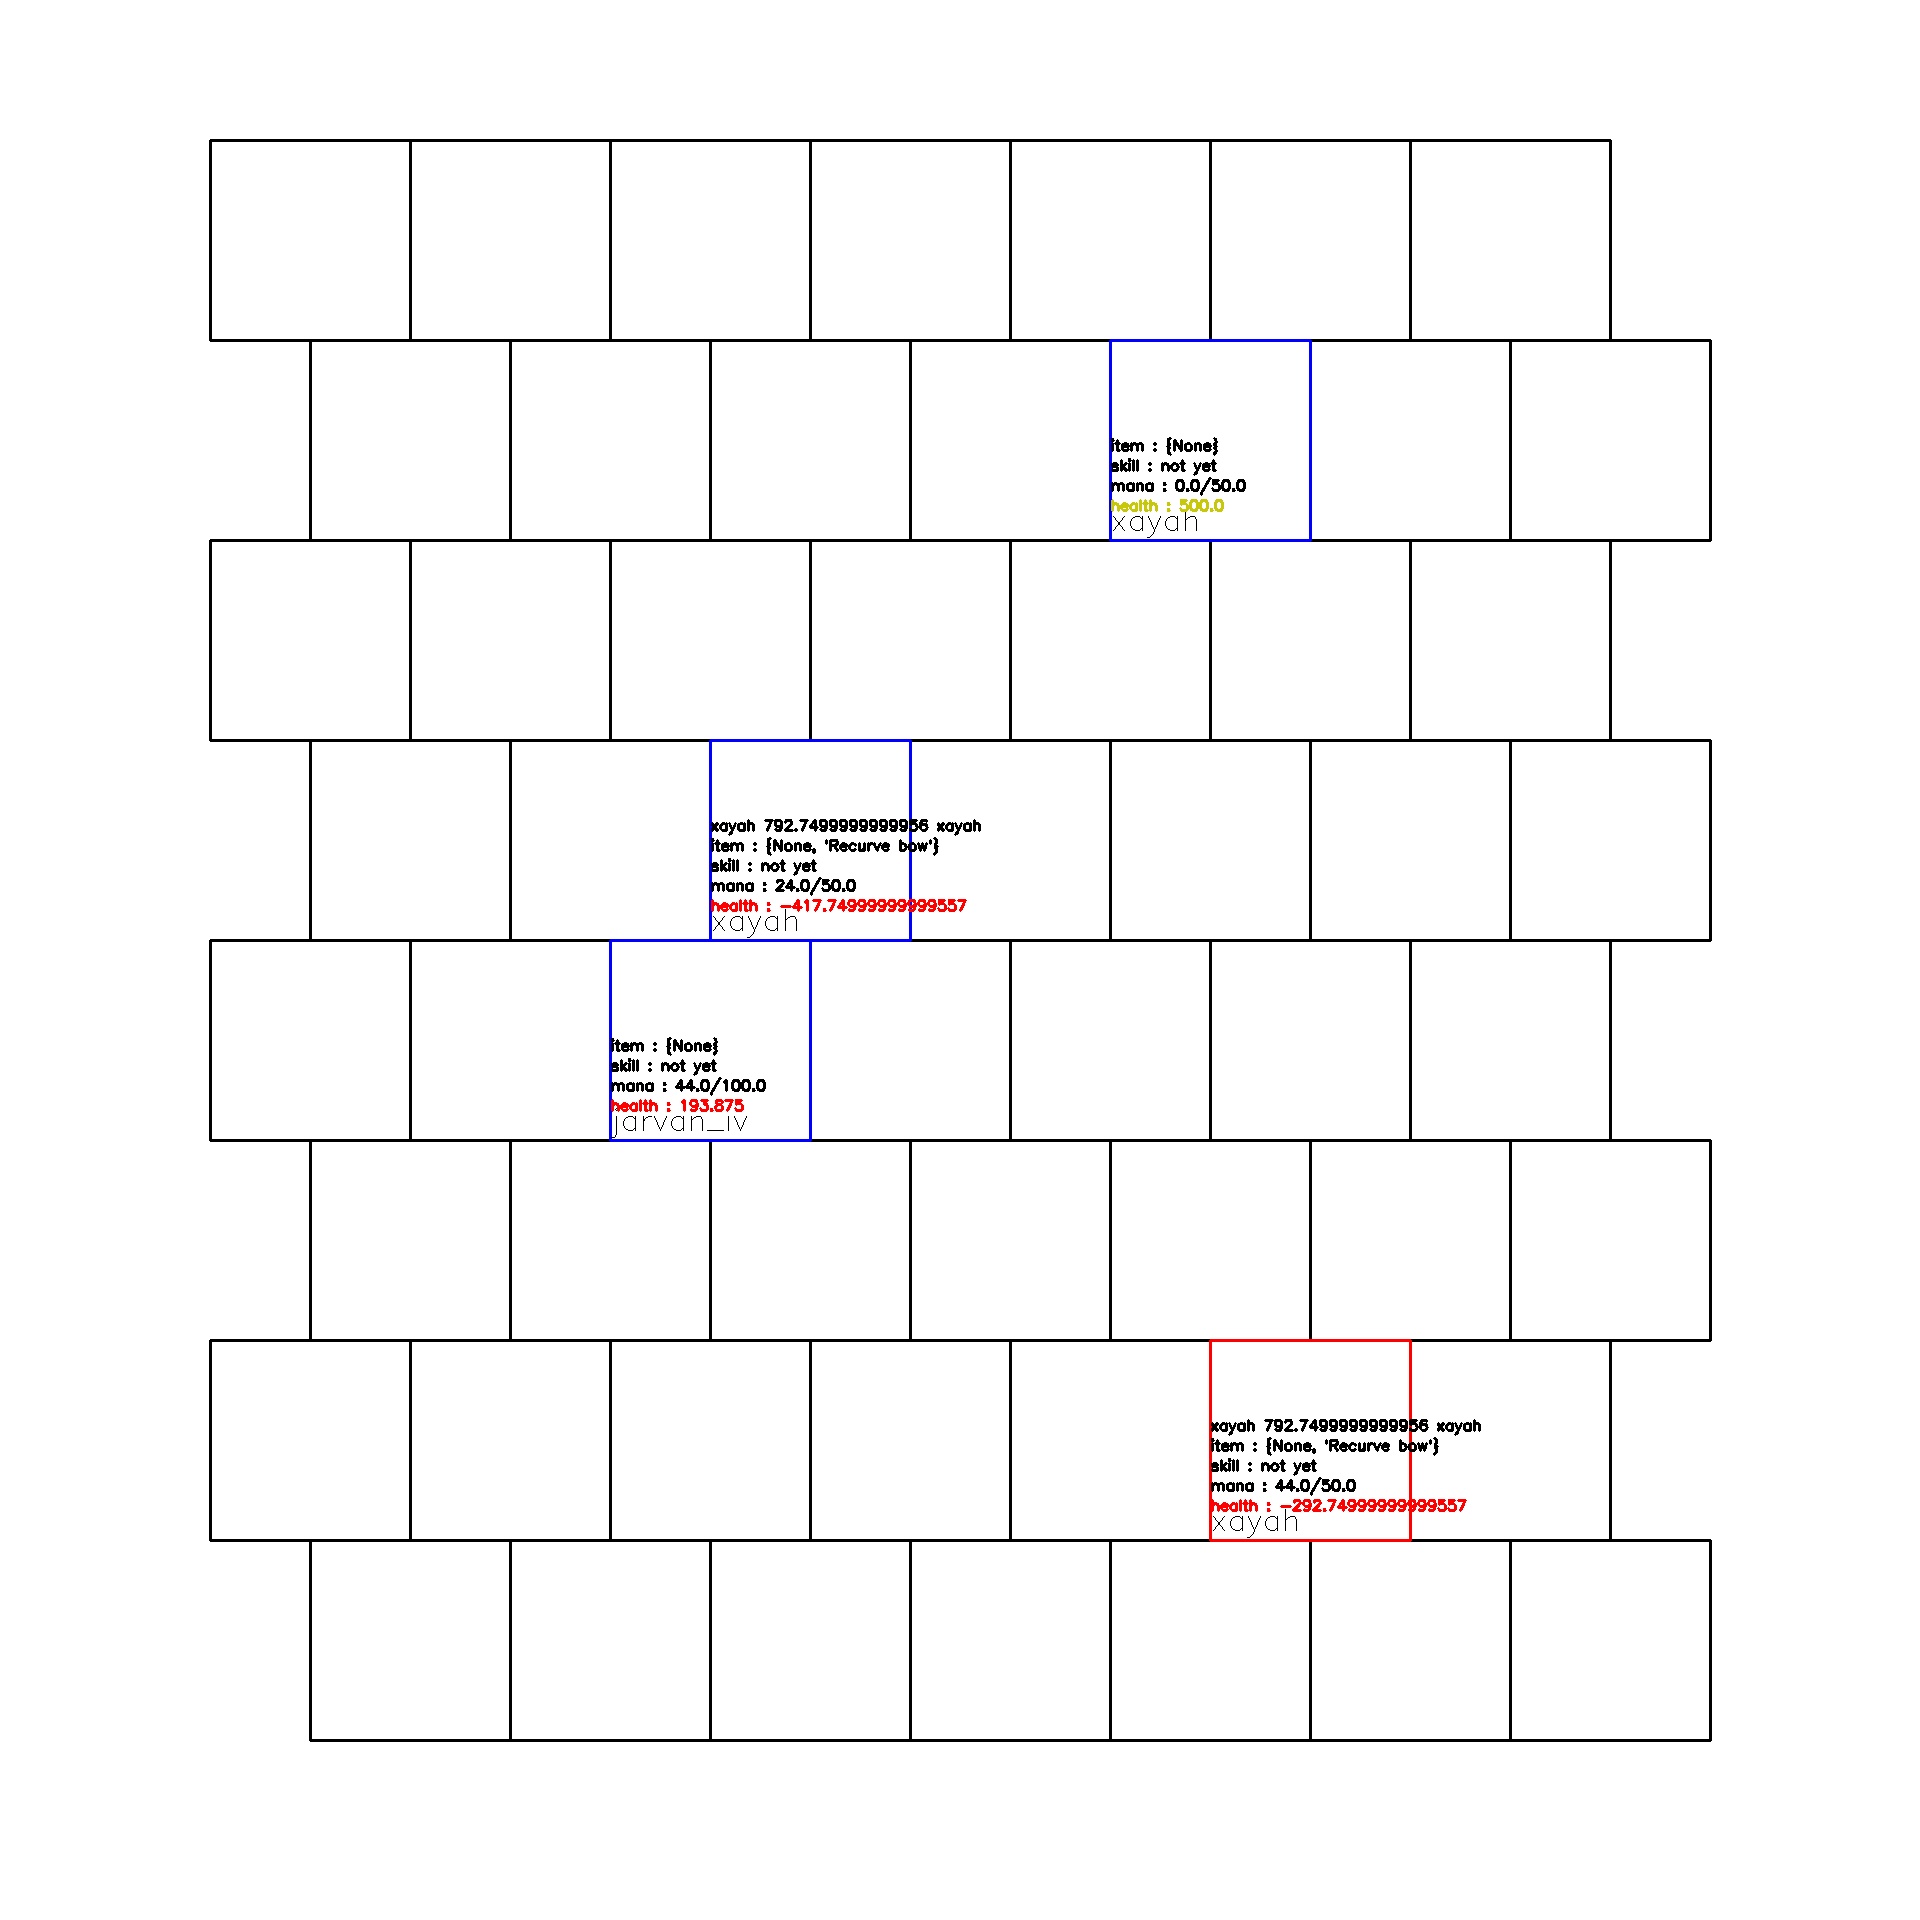 item : {None}
skill : not yet
mana : 0.0/50.0
health : 500.0
xayah
xayah 792.7499999999956 xayah
item : {None, 'Recurve bow'}
skill : not yet
mana : 24.0/50.0
health : -417.74999999999557
xayah
item : {None}
skill : not yet
mana : 44.0/100.0
health : 193.875
jarvan_iv
xayah 792.7499999999956 xayah
item : {None, 'Recurve bow'}
skill : not yet
mana : 44.0/50.0
health : -292.74999999999557
xayah